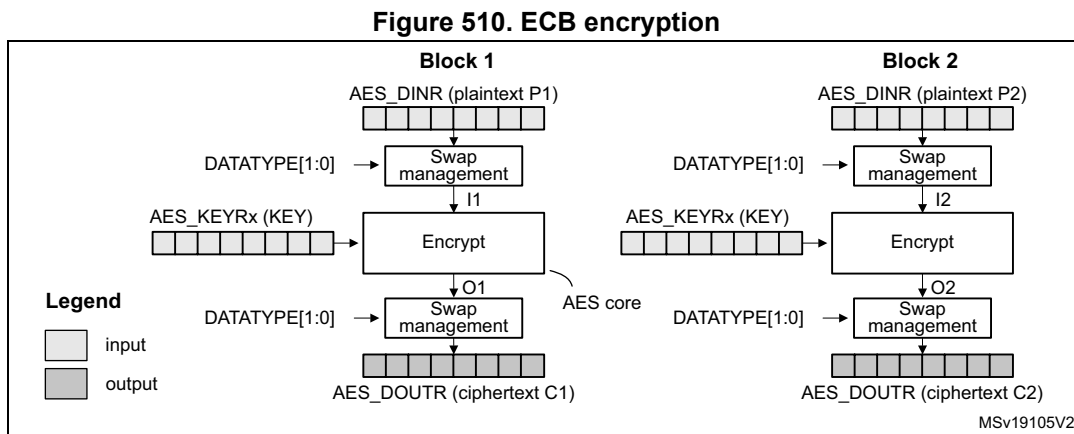 Figure 510. ECB encryption
Block 1
AES_DINR (plaintext P1)
DATATYPE[1:0]
Swap
management
I1
AES_KEYRx (KEY)
Encrypt
O1
AES core
DATATYPE[1:0]
Swap
management
AES_DOUTR (ciphertext C1)
Block 2
AES_DINR (plaintext P2)
DATATYPE[1:0]
Swap
management
I2
AES_KEYRx (KEY)
Encrypt
O2
DATATYPE[1:0]
Swap
management
AES_DOUTR (ciphertext C2)
Legend
input
output
MSv19105V2